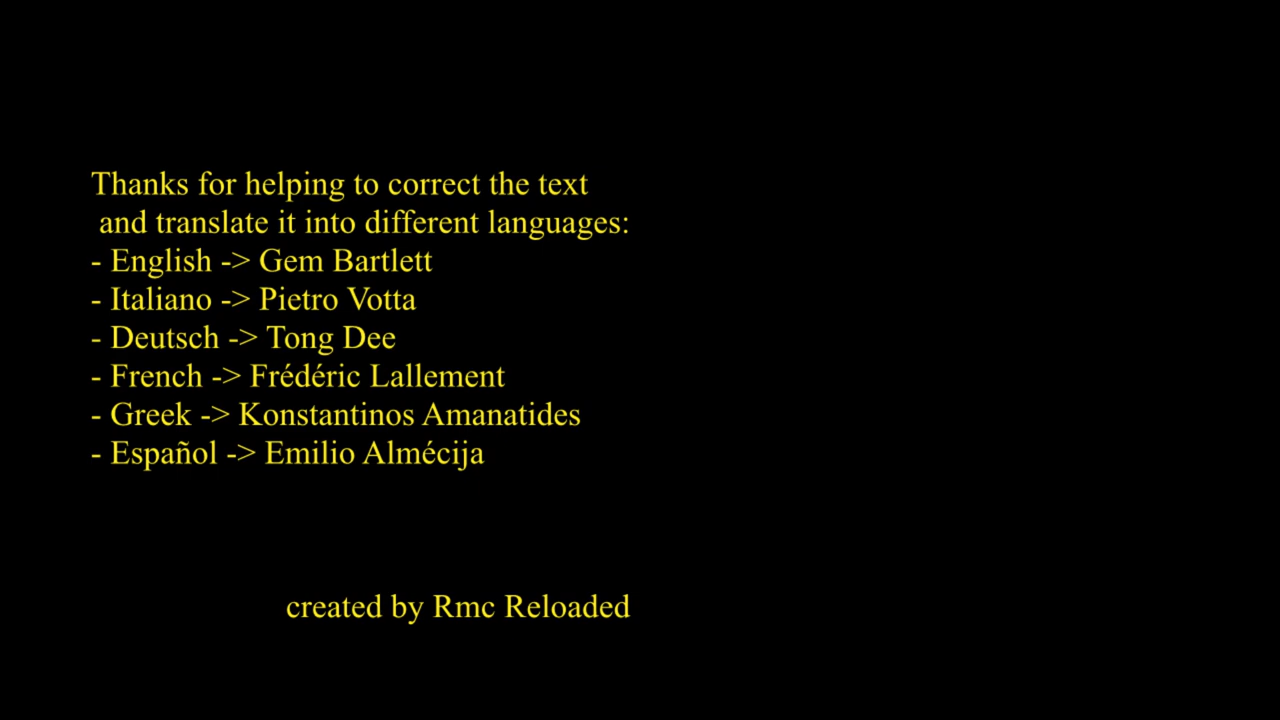 Thanks for helping to correct the text
and translate it into different languages:
- English -> Gem Bartlett
- Italiano -> Pietro Votta
- Deutsch -> Tong Dee
- French -> Frédéric Lallement
- Greek -> Konstantinos Amanatides
- Español -> Emilio Almécija
created by Rmc Reloaded